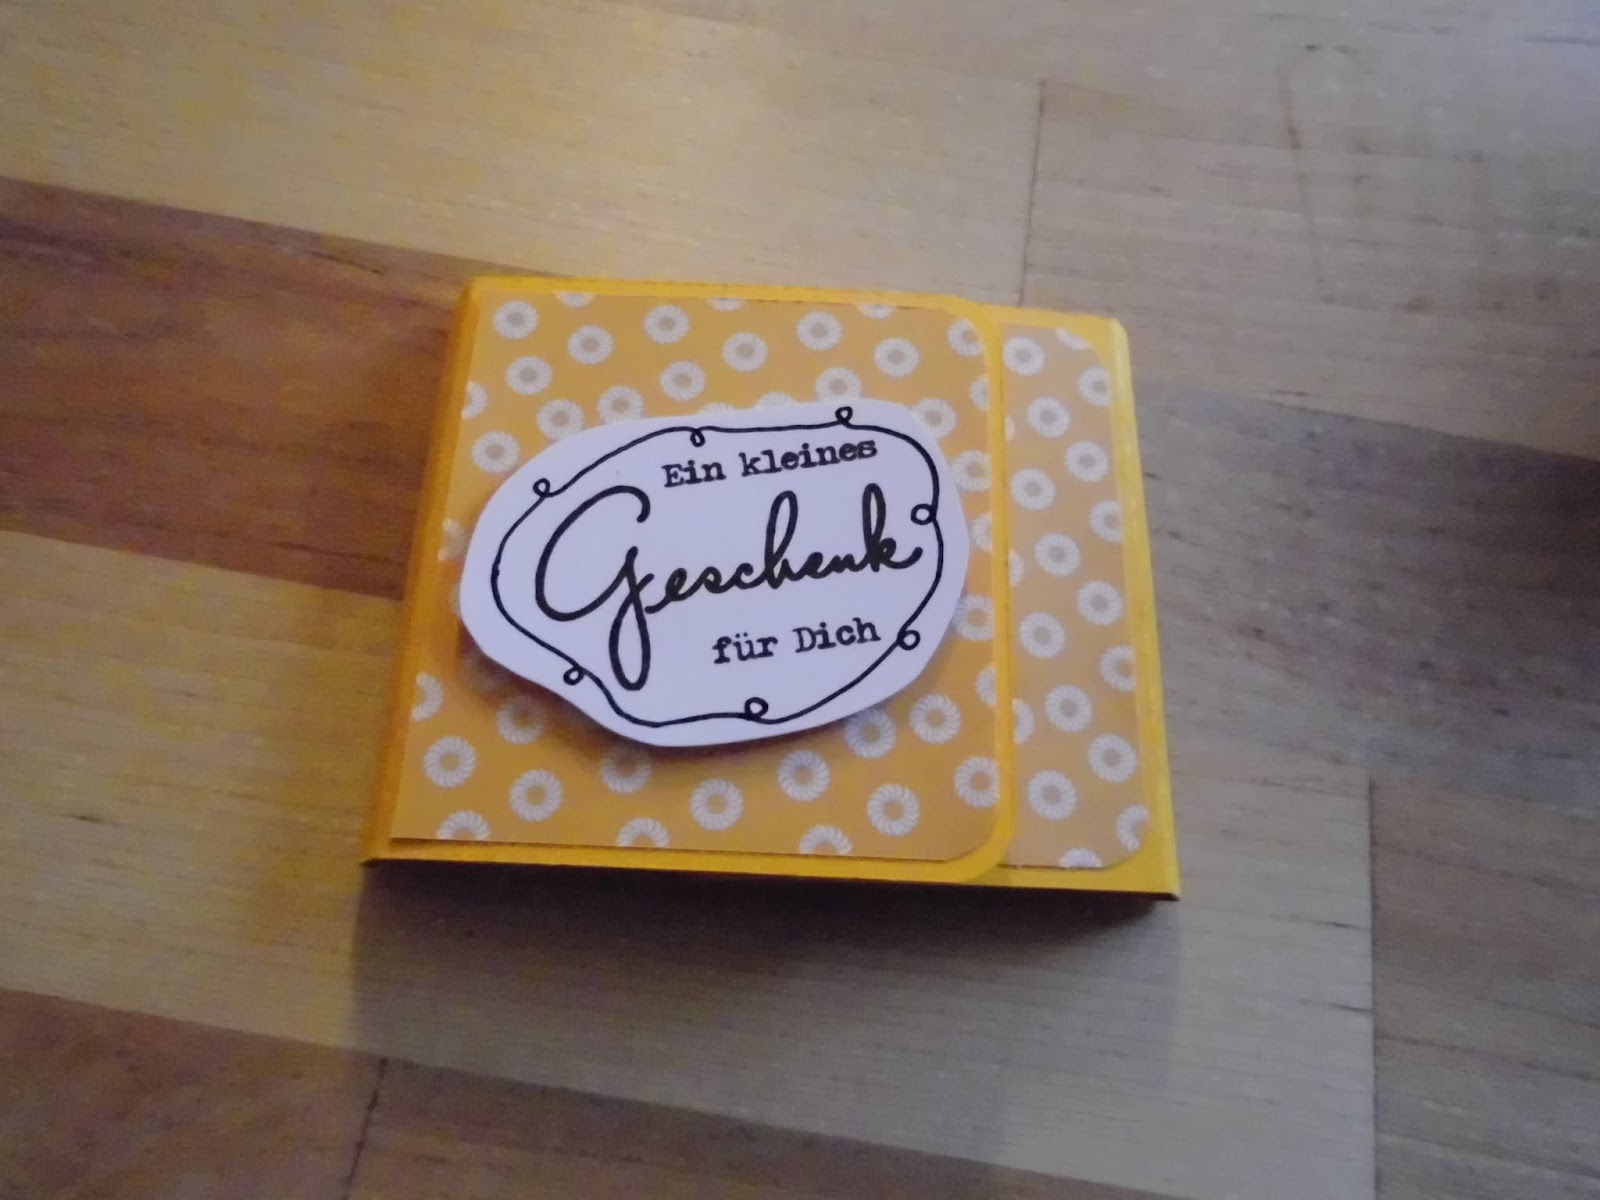 Ein kleines
Geschenk
für Dich